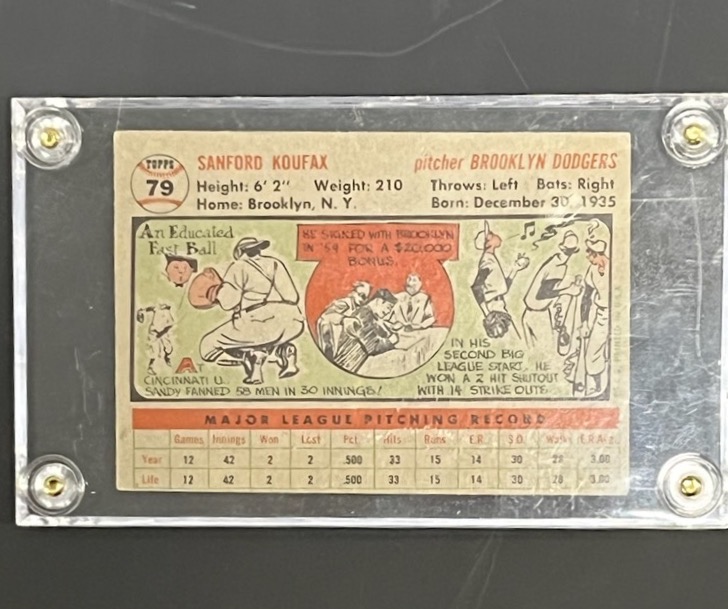 TOPPS
79
SANFORD KOUFAX pitcher BROOKLYN DODGERS
Height: 6' 2" Weight: 210 Throws: Left Bats: Right
Home: Brooklyn, N. Y. Born: December 30, 1935
An Educated
Fast Ball
AT
CINCINNATI U.
SANDY FANNED 58 MEN IN 30 INNINGS!
HE SIGNED WITH BROOKLYN
IN '54 FOR A $20,000
BONUS.
IN HIS
SECOND BIG
LEAGUE START, HE
WON A 2 HIT SHUTOUT
WITH 14 STRIKE OUTS.
PRINTED IN U.S.A.
MAJOR LEAGUE PITCHING RECORD
Games Innings Won Lost Pct. Hits Runs E.R. S.O. Walks E.R.Avg.
Year 12 42 2 2 .500 33 15 14 30 28 3.00
Life 12 42 2 2 .500 33 15 14 30 28 3.00